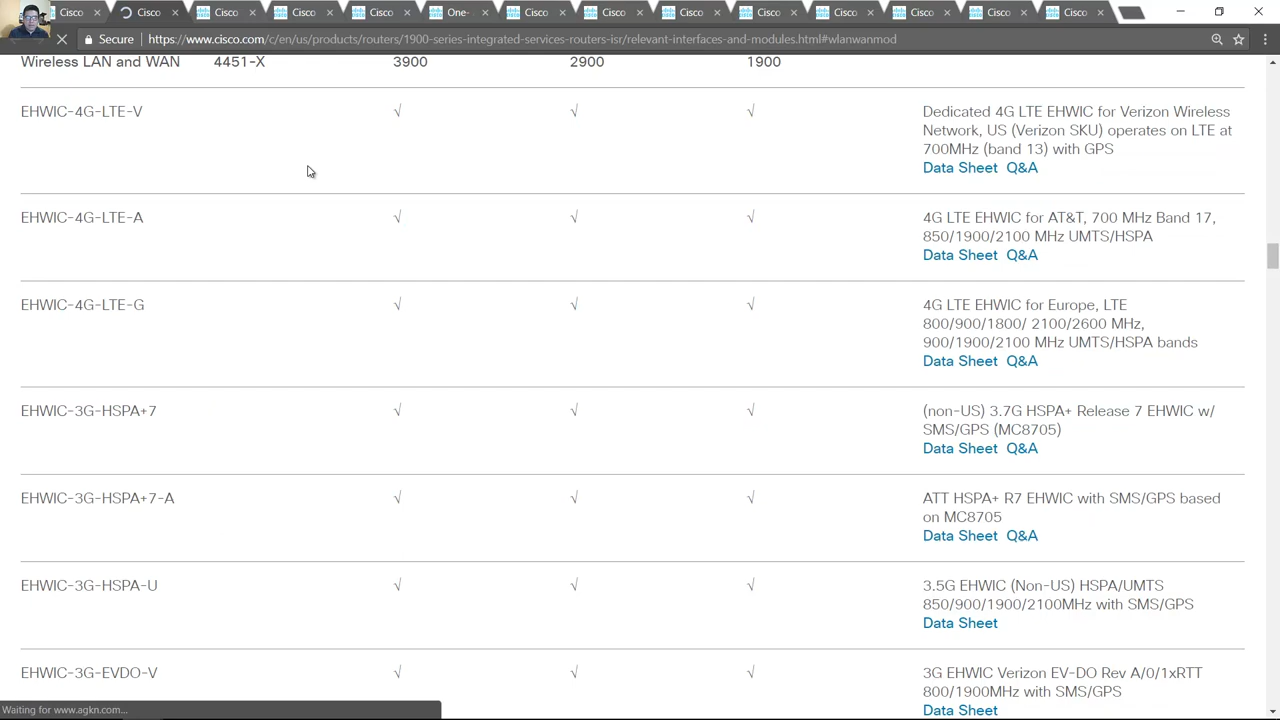 Cisco Cisco Cisco Cisco Cisco One- Cisco Cisco Cisco Cisco Cisco Cisco Cisco Cisco
Secure https://www.cisco.com/c/en/us/products/routers/1900-series-integrated-services-routers-isr/relevant-interfaces-and-modules.html#wlanwanmod
Wireless LAN and WAN 4451-X 3900 2900 1900
EHWIC-4G-LTE-V √ √ √ Dedicated 4G LTE EHWIC for Verizon Wireless
Network, US (Verizon SKU) operates on LTE at
700MHz (band 13) with GPS
Data Sheet Q&A
EHWIC-4G-LTE-A √ √ √ 4G LTE EHWIC for AT&T, 700 MHz Band 17,
850/1900/2100 MHz UMTS/HSPA
Data Sheet Q&A
EHWIC-4G-LTE-G √ √ √ 4G LTE EHWIC for Europe, LTE
800/900/1800/ 2100/2600 MHz,
900/1900/2100 MHz UMTS/HSPA bands
Data Sheet Q&A
EHWIC-3G-HSPA+7 √ √ √ (non-US) 3.7G HSPA+ Release 7 EHWIC w/
SMS/GPS (MC8705)
Data Sheet Q&A
EHWIC-3G-HSPA+7-A √ √ √ ATT HSPA+ R7 EHWIC with SMS/GPS based
on MC8705
Data Sheet Q&A
EHWIC-3G-HSPA-U √ √ √ 3.5G EHWIC (Non-US) HSPA/UMTS
850/900/1900/2100MHz with SMS/GPS
Data Sheet
EHWIC-3G-EVDO-V √ √ √ 3G EHWIC Verizon EV-DO Rev A/0/1xRTT
800/1900MHz with SMS/GPS
Data Sheet
Waiting for www.agkn.com...